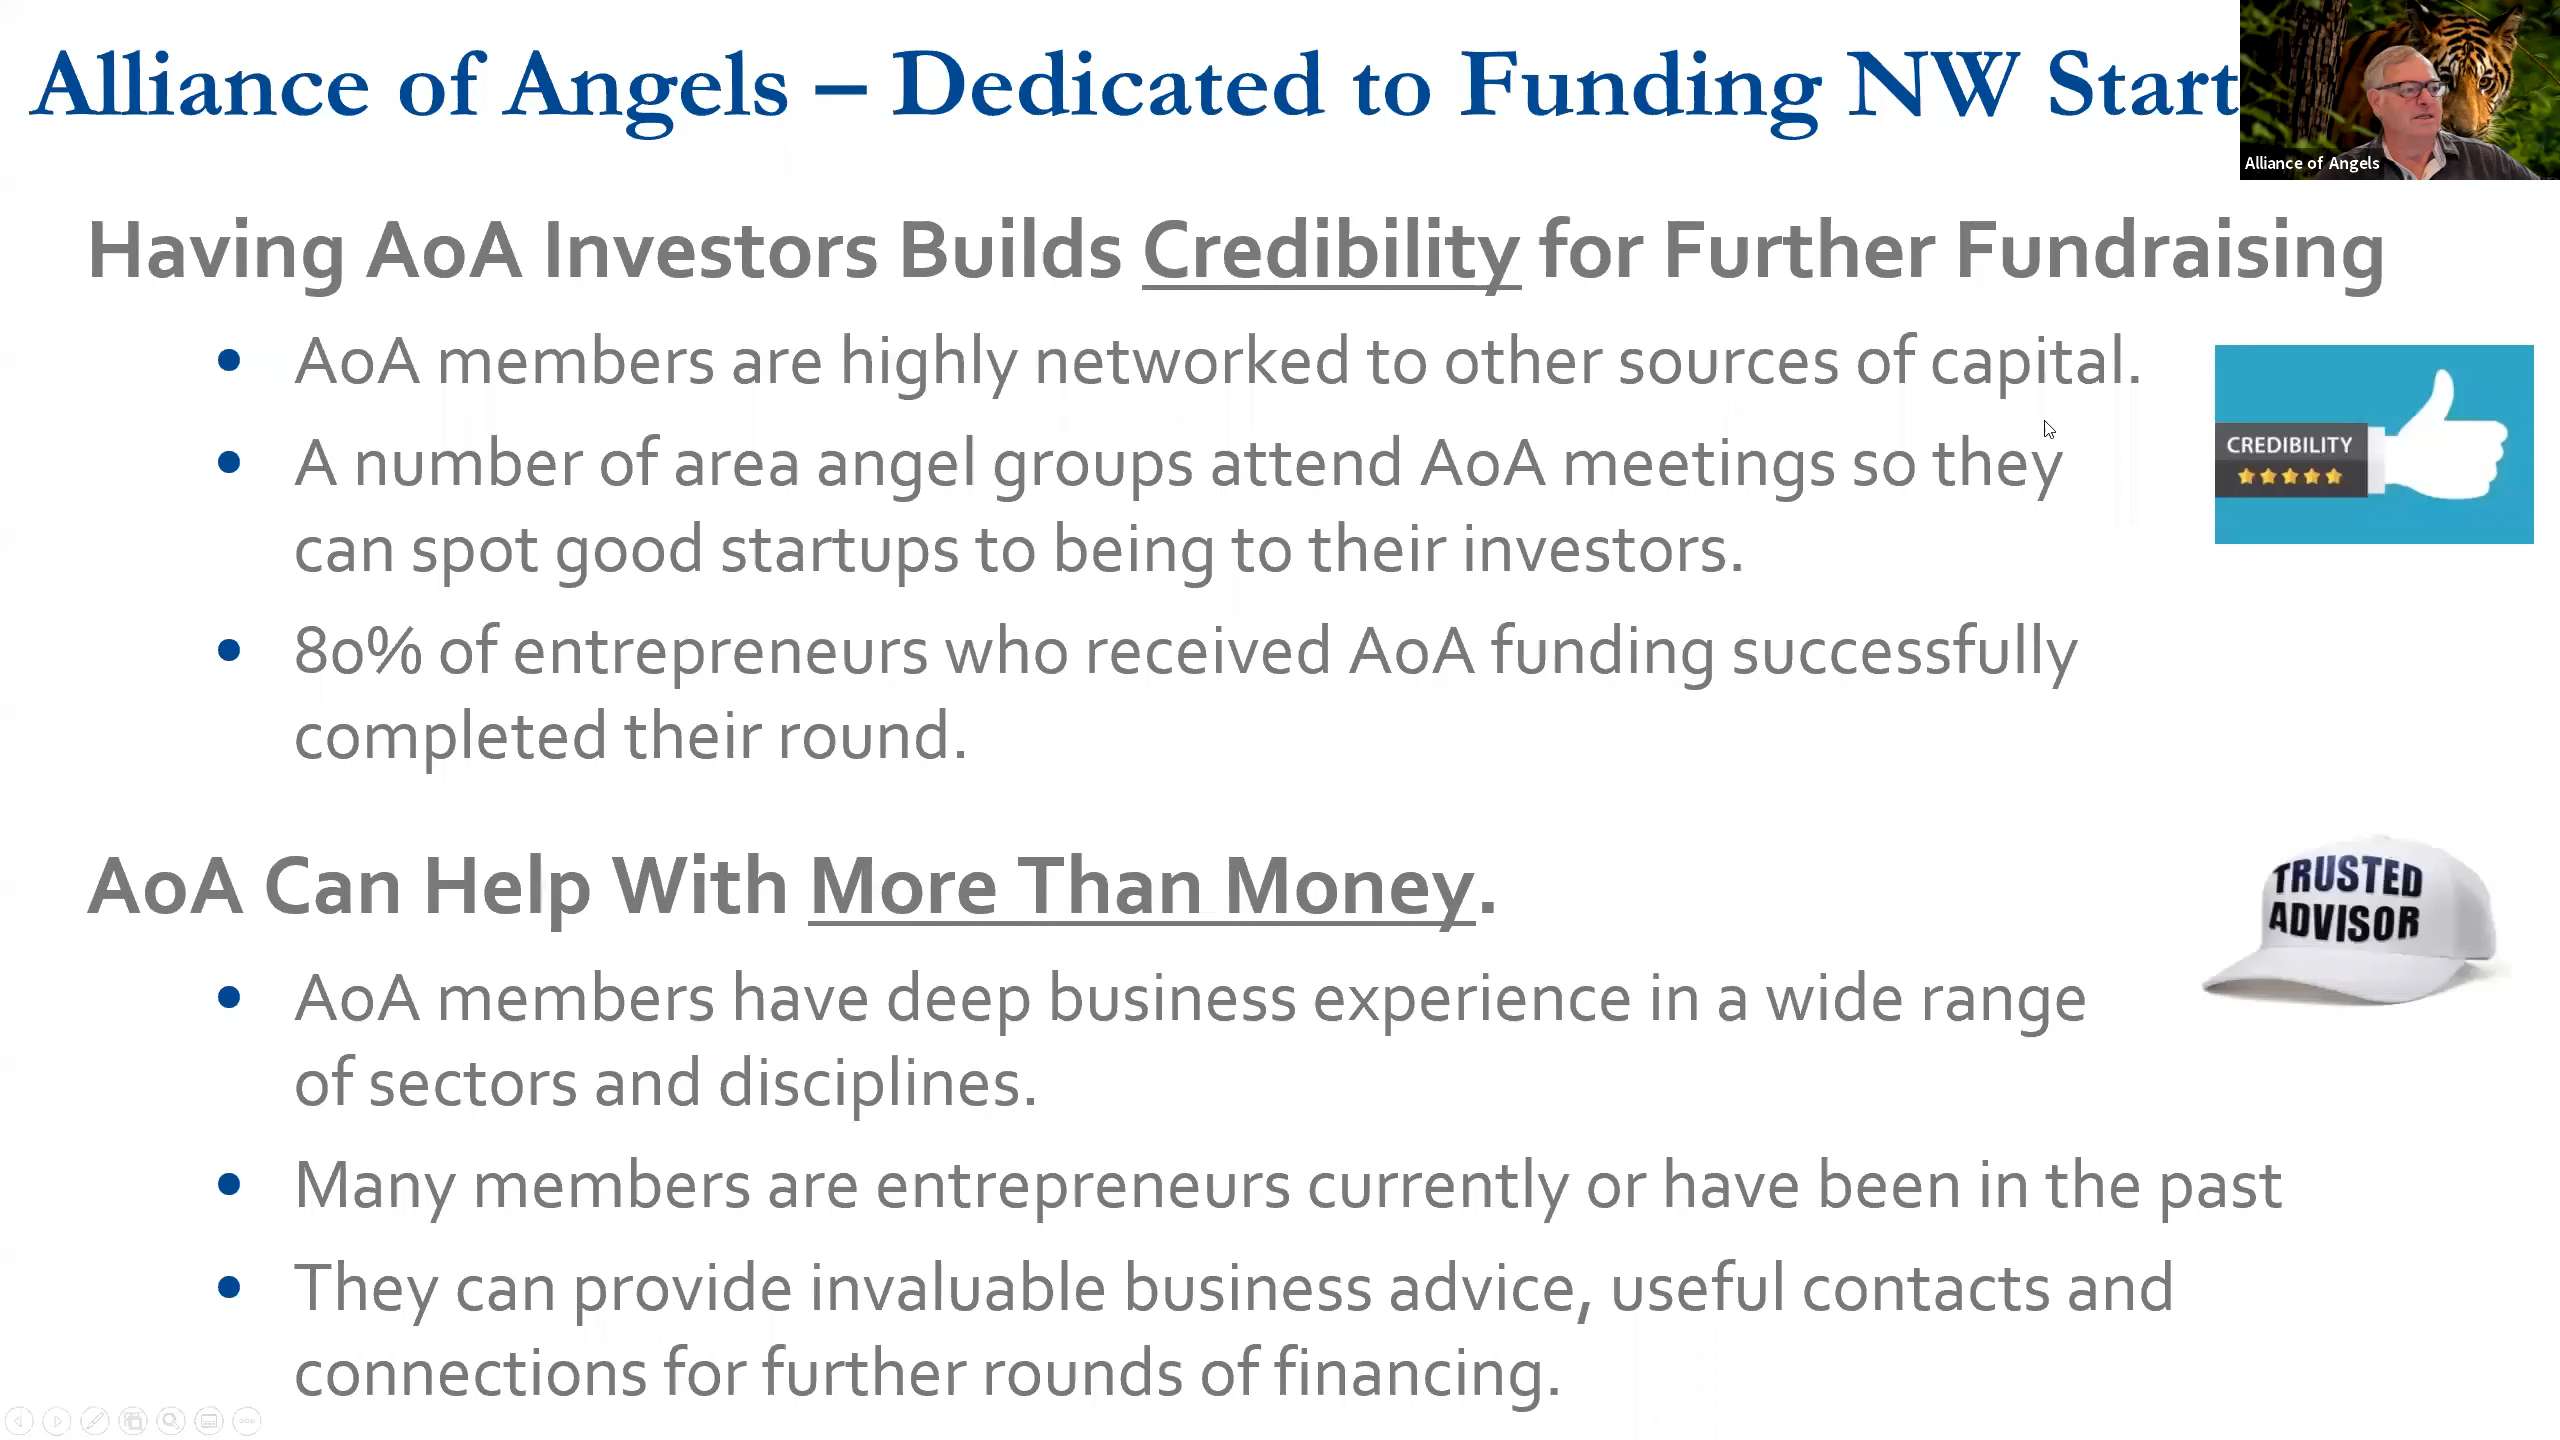 Alliance of Angels – Dedicated to Funding NW Start
Alliance of Angels
Having AoA Investors Builds Credibility for Further Fundraising
• AoA members are highly networked to other sources of capital.
• A number of area angel groups attend AoA meetings so they
can spot good startups to being to their investors.
• 80% of entrepreneurs who received AoA funding successfully
completed their round.
CREDIBILITY
AoA Can Help With More Than Money.
TRUSTED
ADVISOR
• AoA members have deep business experience in a wide range
of sectors and disciplines.
• Many members are entrepreneurs currently or have been in the past
• They can provide invaluable business advice, useful contacts and
connections for further rounds of financing.